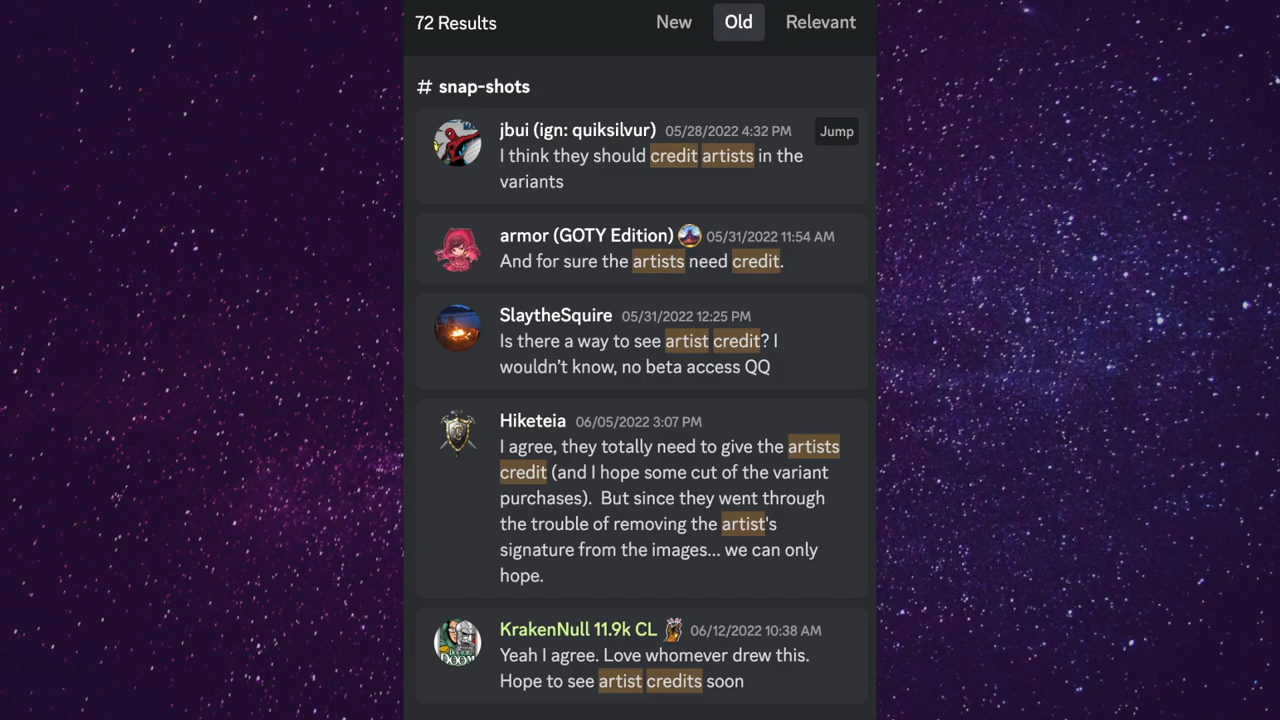 72 Results
New
Old
Relevant
# snap-shots
jbui (ign: quiksilvur) 05/28/2022 4:32 PM
Jump
I think they should credit artists in the
variants
armor (GOTY Edition) 05/31/2022 11:54 AM
And for sure the artists need credit.
SlaytheSquire 05/31/2022 12:25 PM
Is there a way to see artist credit? I
wouldn't know, no beta access QQ
Hiketeia 06/05/2022 3:07 PM
I agree, they totally need to give the artists
credit (and I hope some cut of the variant
purchases). But since they went through
the trouble of removing the artist's
signature from the images... we can only
hope.
KrakenNull 11.9k CL 06/12/2022 10:38 AM
DOCTOR
DOOM
Yeah I agree. Love whomever drew this.
Hope to see artist credits soon